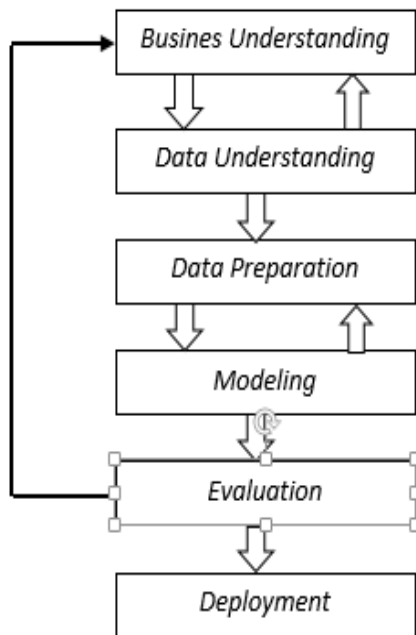 Busines Understanding
Data Understanding
Data Preparation
Modeling
Evaluation
Deployment